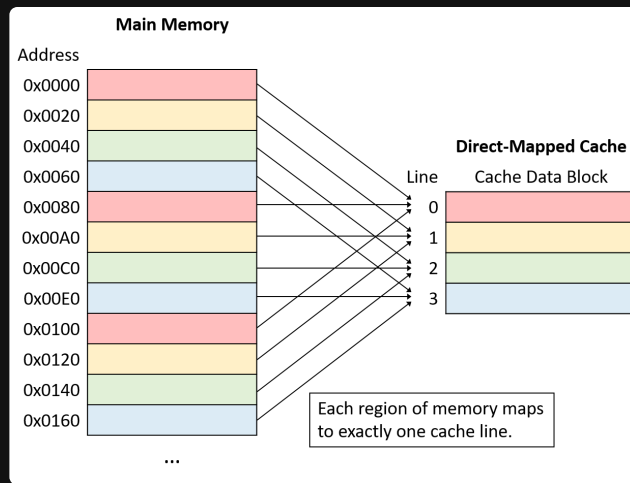 Main Memory
Address
0x0000
0x0020
0x0040
0x0060
0x0080
0x00A0
0x00C0
0x00E0
0x0100
0x0120
0x0140
0x0160
...
Direct-Mapped Cache
Line Cache Data Block
0
1
2
3
Each region of memory maps
to exactly one cache line.